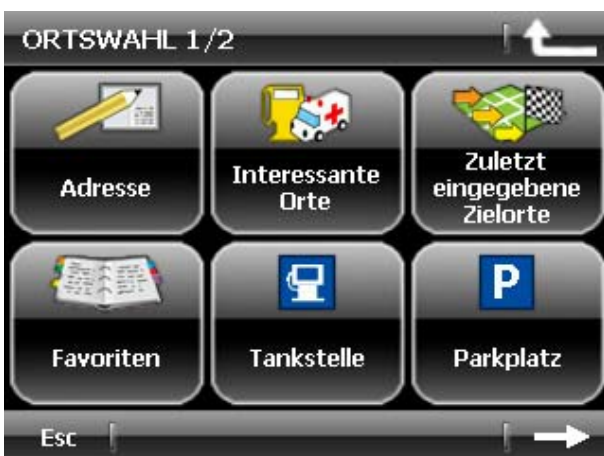 ORTSWAHL 1/2
Adresse
Interessante
Orte
Zuletzt
eingegebene
Zielorte
Favoriten
Tankstelle
P
Parkplatz
Esc